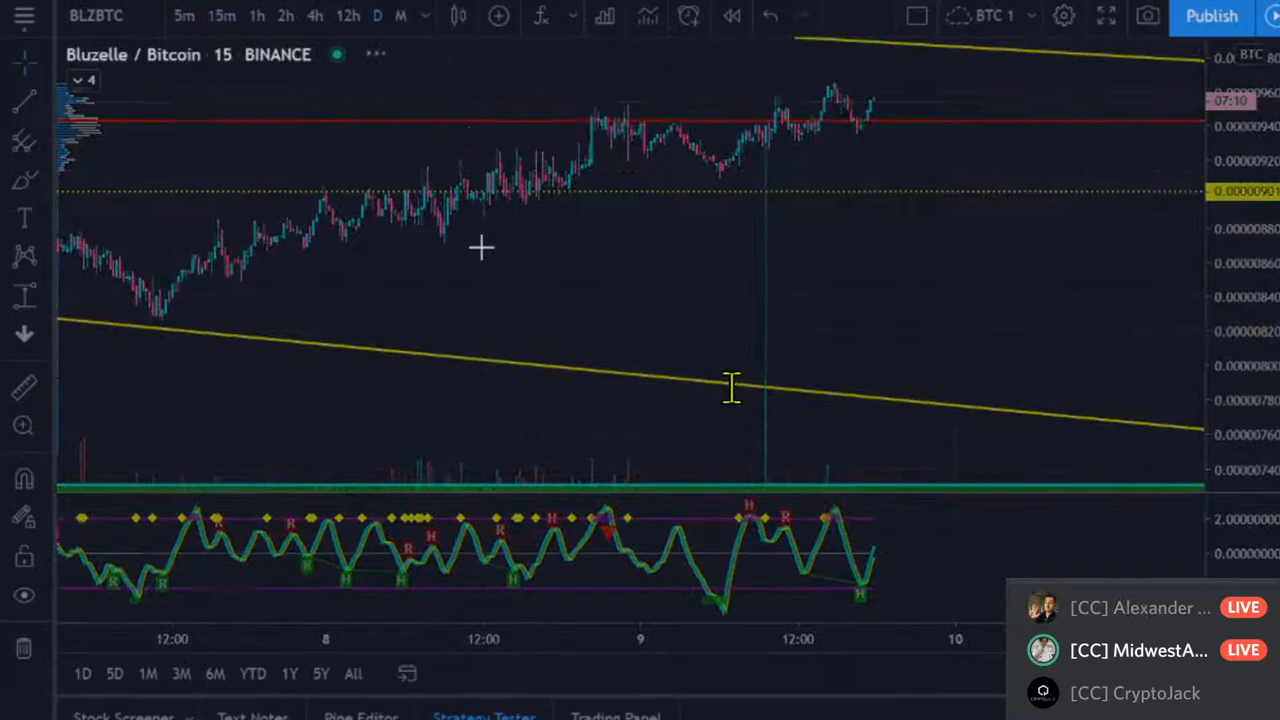 BLZBTC 5m 15m 1h 2h 4h 12h D M BTC 1 Publish
Bluzelle / Bitcoin · 15 BINANCE
4
BTC
07:10
0.00000940
0.00000920
0.00000901
0.00000880
0.00000860
0.00000840
0.00000820
0.00000800
0.00000780
0.00000760
0.00000740
R R R H R H R H R
R R R H H H H
2.0000000
0.0000000
12:00 8 12:00 9 12:00 10
1D 5D 1M 3M 6M YTD 1Y 5Y All
Stock Screener Text Notes Pine Editor Strategy Tester Trading Panel
[CC] Alexander ... LIVE
[CC] MidwestA... LIVE
[CC] CryptoJack